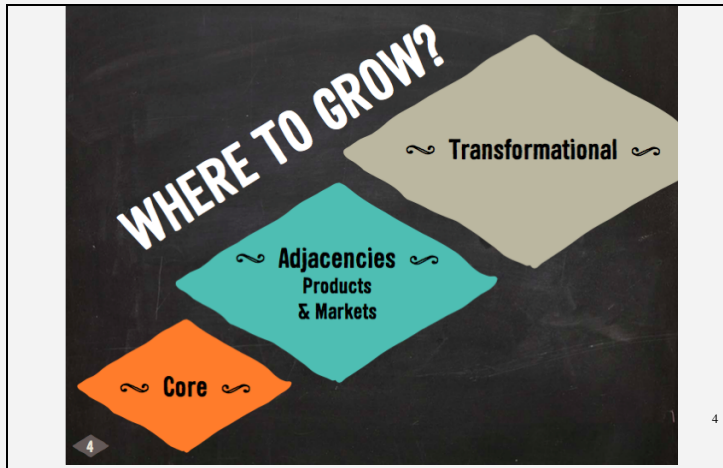 WHERE TO GROW?
Transformational
Adjacencies
Products
& Markets
Core
4
4